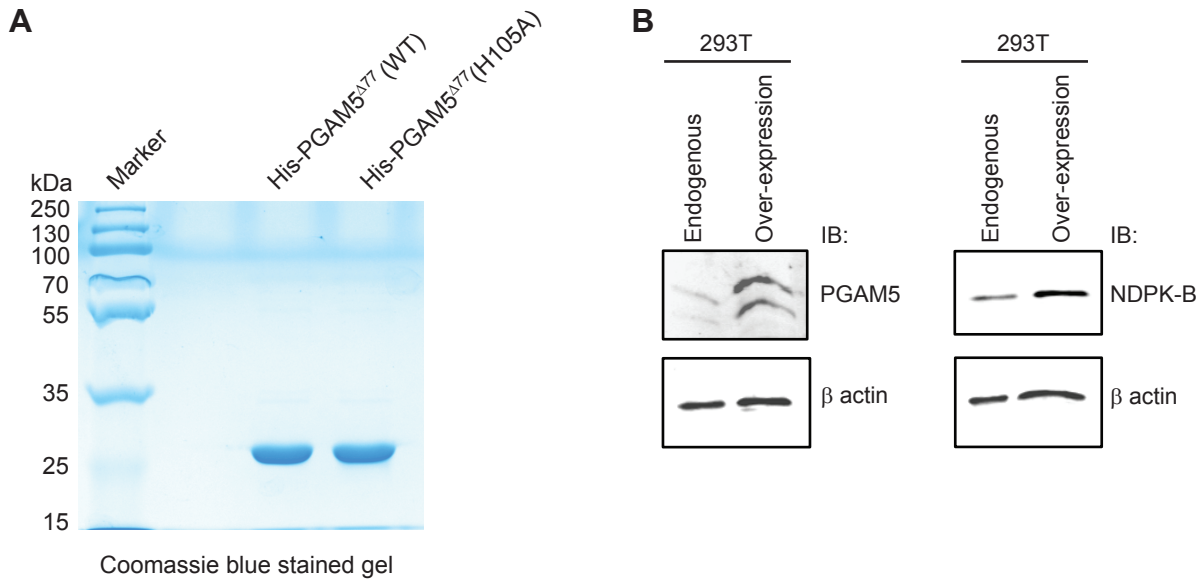 A
Marker
His-PGAM5Δ77 (WT)
His-PGAM5Δ77 (H105A)
kDa
250
130
100
70
55
35
25
15
Coomassie blue stained gel
B
293T
Endogenous
Over-expression
IB:
PGAM5
β actin
293T
Endogenous
Over-expression
IB:
NDPK-B
β actin